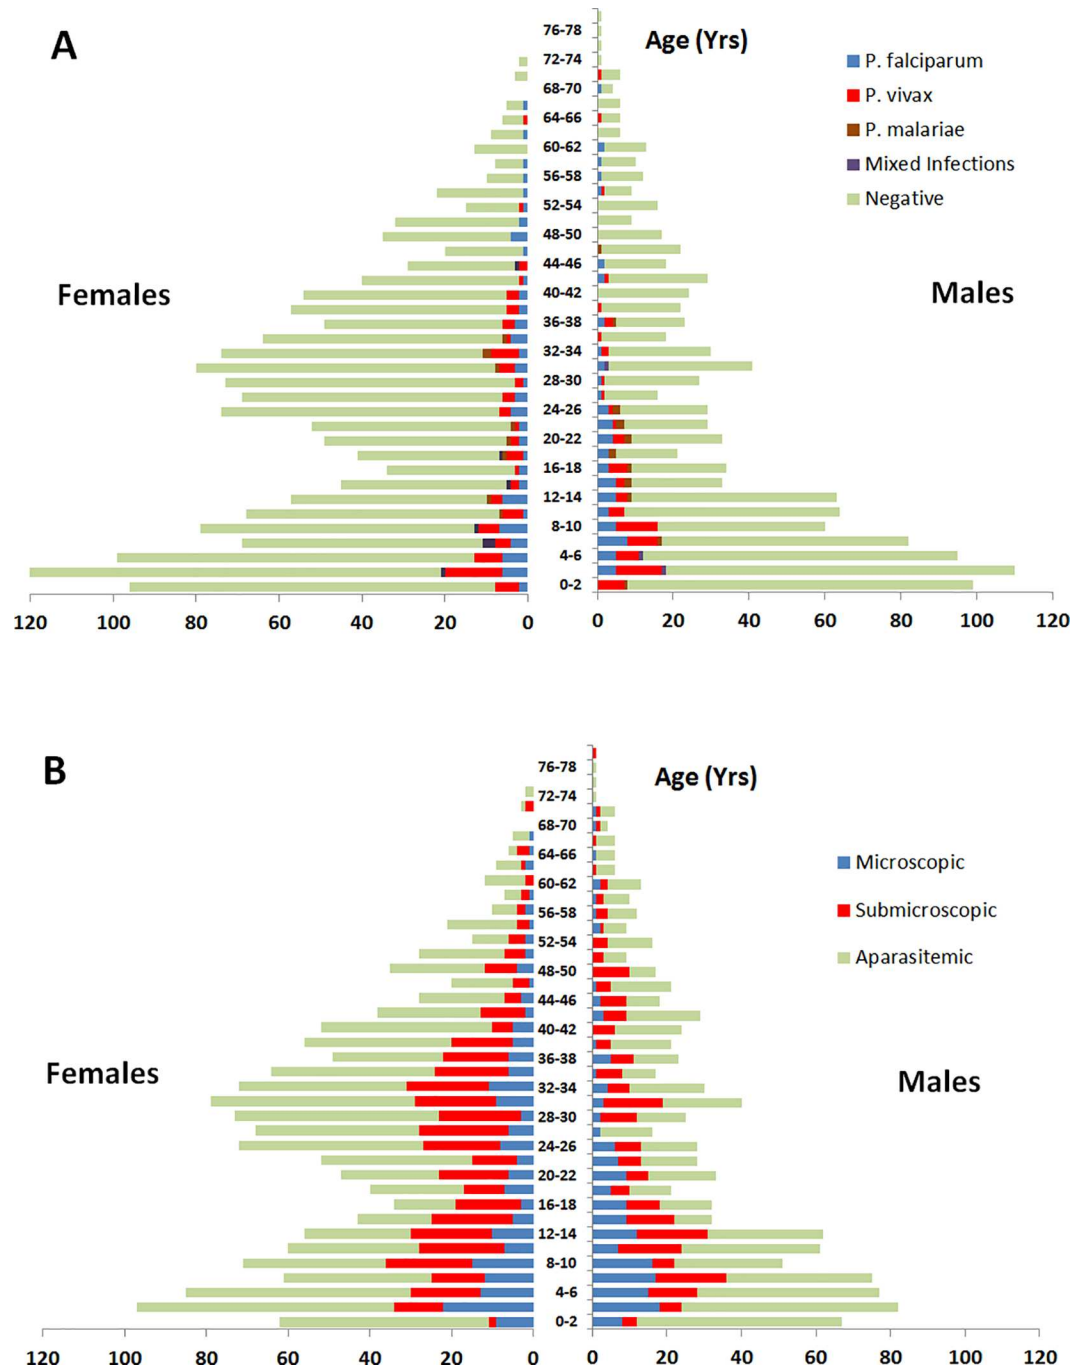 A
Age (Yrs)
76-78
72-74
68-70
64-66
60-62
56-58
52-54
48-50
44-46
40-42
36-38
32-34
28-30
24-26
20-22
16-18
12-14
8-10
4-6
0-2
P. falciparum
P. vivax
P. malariae
Mixed Infections
Negative
Females
Males
120 100 80 60 40 20 0
0 20 40 60 80 100 120
B
Age (Yrs)
76-78
72-74
68-70
64-66
60-62
56-58
52-54
48-50
44-46
40-42
36-38
32-34
28-30
24-26
20-22
16-18
12-14
8-10
4-6
0-2
Microscopic
Submicroscopic
Aparasitemic
Females
Males
120 100 80 60 40 20 0
0 20 40 60 80 100 120